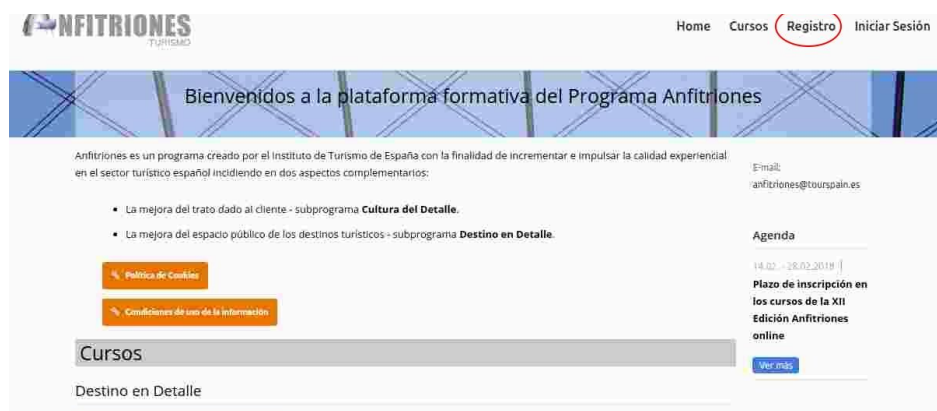 ANFITRIONES
TURISMO
Home Cursos Registro Iniciar Sesión
Bienvenidos a la plataforma formativa del Programa Anfitriones
Anfitriones es un programa creado por el Instituto de Turismo de España con la finalidad de incrementar e impulsar la calidad experiencial
en el sector turístico español incidiendo en dos aspectos complementarios:
La mejora del trato dado al cliente - subprograma Cultura del Detalle.
La mejora del espacio público de los destinos turísticos - subprograma Destino en Detalle.
Política de Cookies
Condiciones de uso de la información
Cursos
Destino en Detalle
E-mail:
anfitriones@tourspain.es
Agenda
14.02. - 28.02.2018 |
Plazo de inscripción en
los cursos de la XII
Edición Anfitriones
online
Ver más